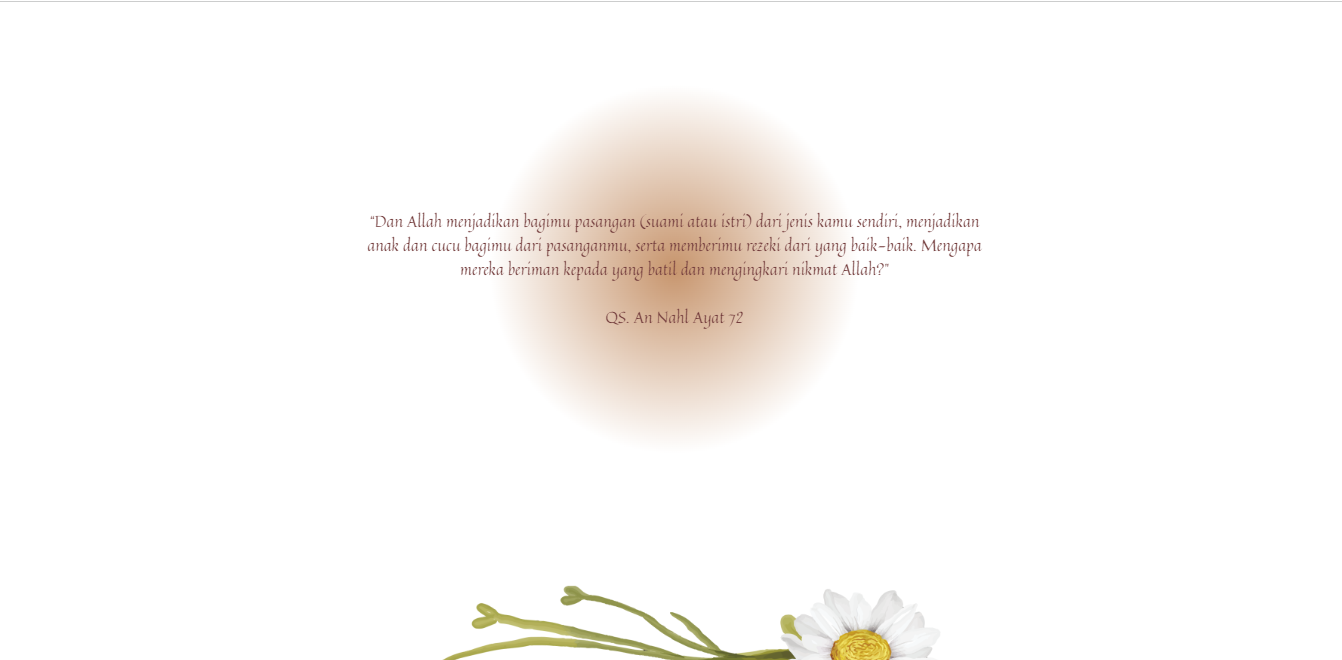 “Dan Allah menjadikan bagimu pasangan (suami atau istri) dari jenis kamu sendiri, menjadikan
anak dan cucu bagimu dari pasanganmu, serta memberimu rezeki dari yang baik-baik. Mengapa
mereka beriman kepada yang batil dan mengingkari nikmat Allah?”
QS. An Nahl Ayat 72